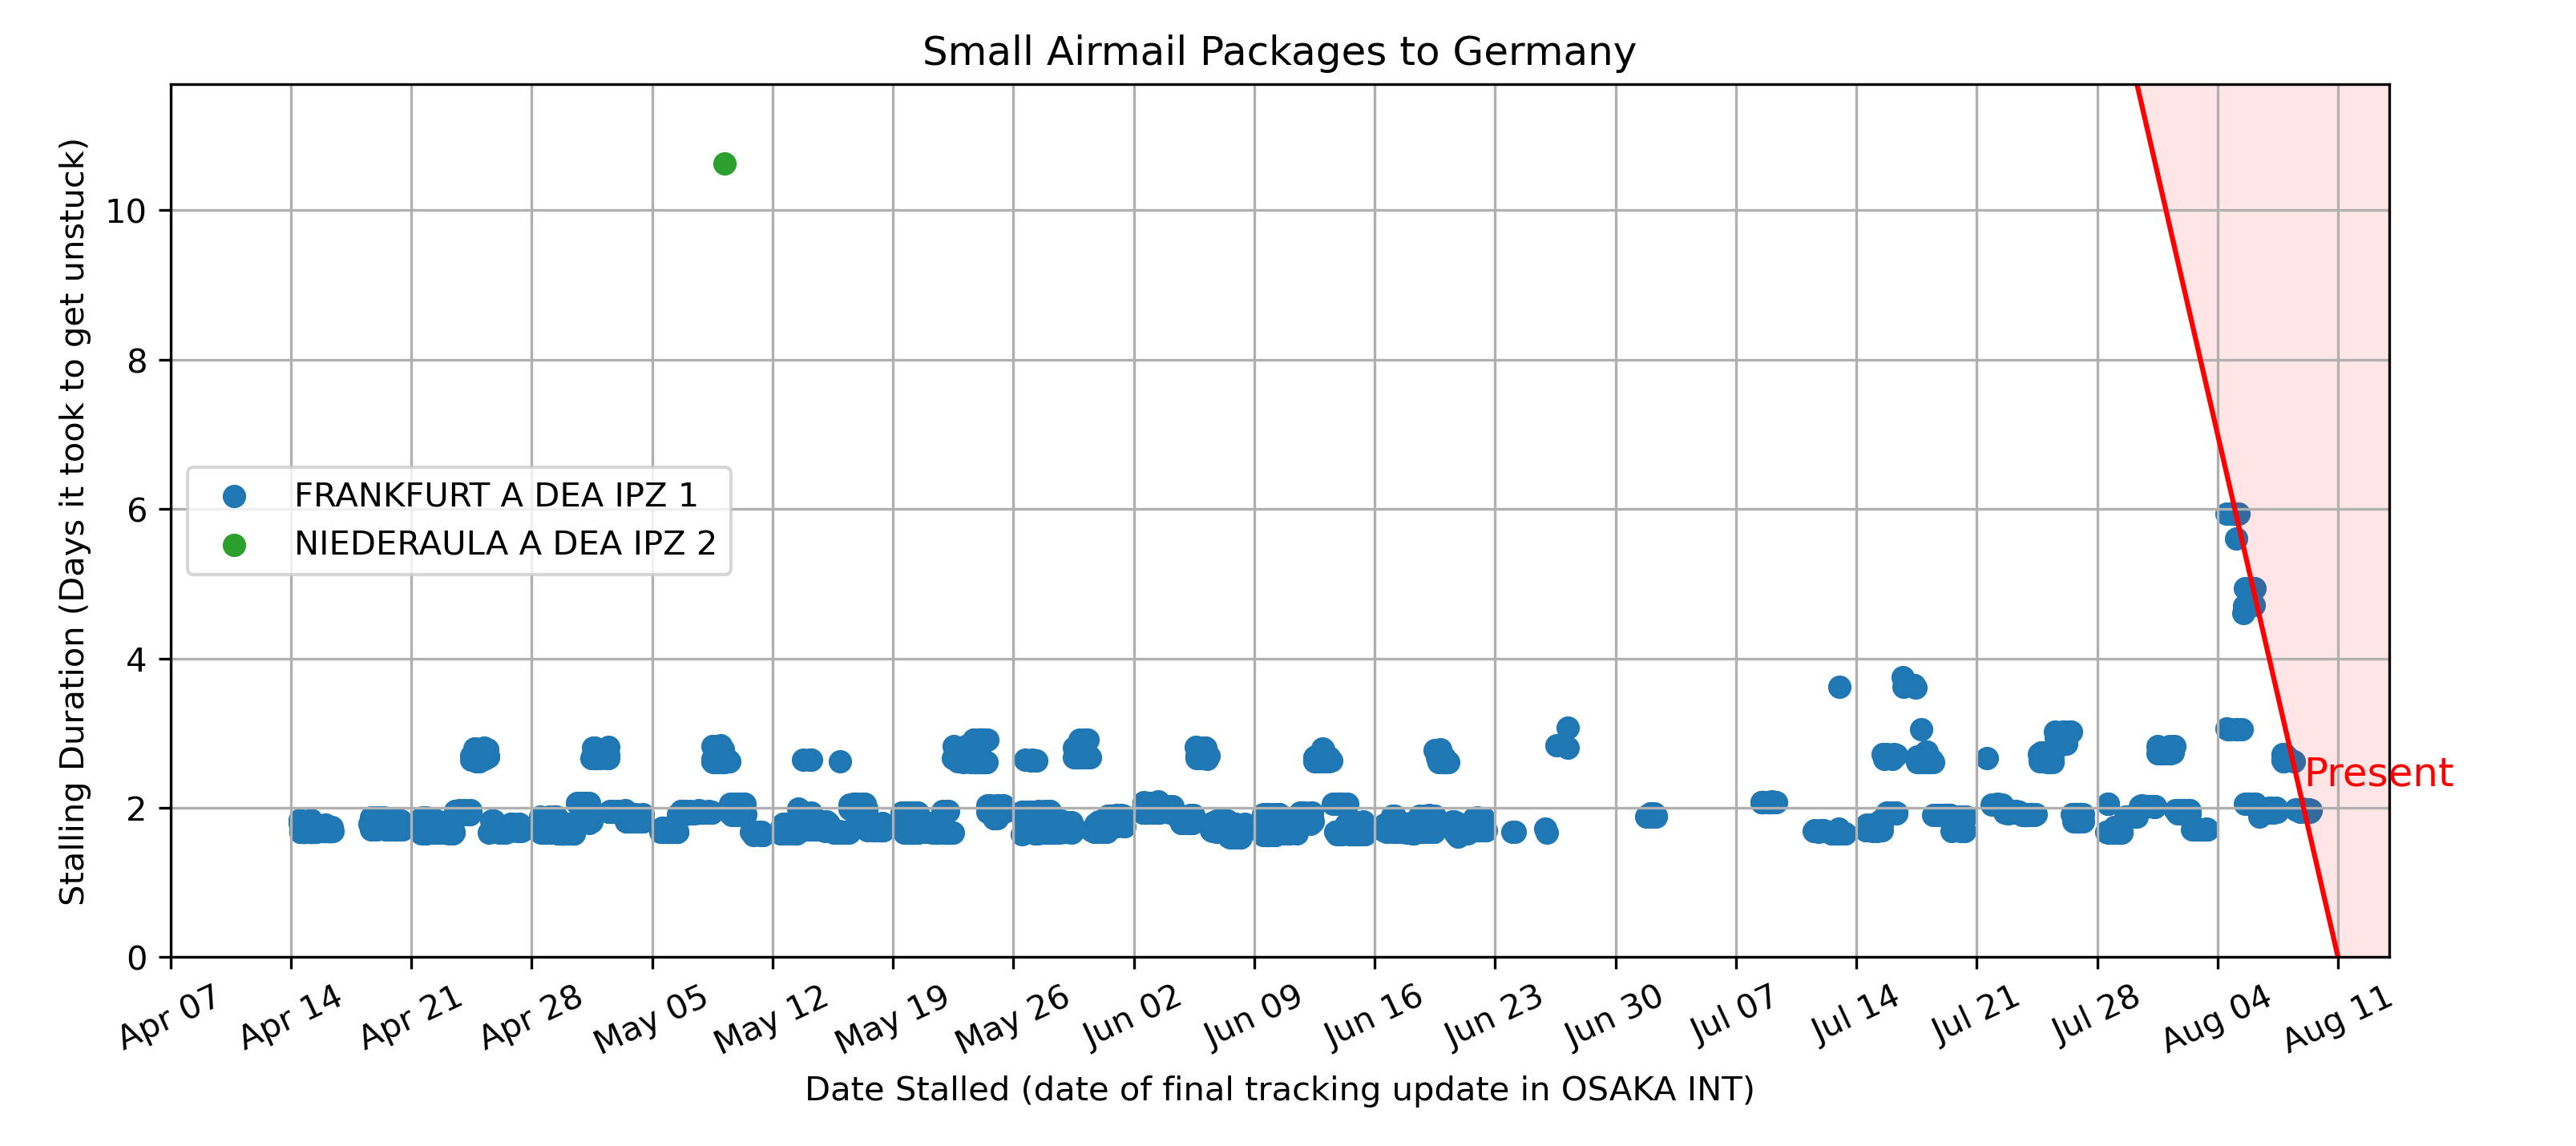 Small Airmail Packages to Germany
Stalling Duration (Days it took to get unstuck)
10
8
6
4
2
0
FRANKFURT A DEA IPZ 1
NIEDERAULA A DEA IPZ 2
Present
Apr 07
Apr 14
Apr 21
Apr 28
May 05
May 12
May 19
May 26
Jun 02
Jun 09
Jun 16
Jun 23
Jun 30
Jul 07
Jul 14
Jul 21
Jul 28
Aug 04
Aug 11
Date Stalled (date of final tracking update in OSAKA INT)